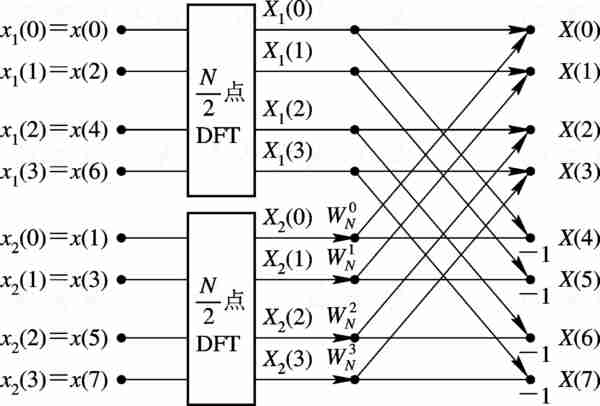 x₁(0)=x(0) X₁(0) X(0)
x₁(1)=x(2) X₁(1) X(1)
N/2 点 DFT
x₁(2)=x(4) X₁(2) X(2)
x₁(3)=x(6) X₁(3) X(3)
x₂(0)=x(1) X₂(0) W_N^0 X(4)
−1
x₂(1)=x(3) X₂(1) W_N^1 X(5)
−1
N/2 点 DFT
x₂(2)=x(5) X₂(2) W_N^2 X(6)
−1
x₂(3)=x(7) X₂(3) W_N^3 X(7)
−1